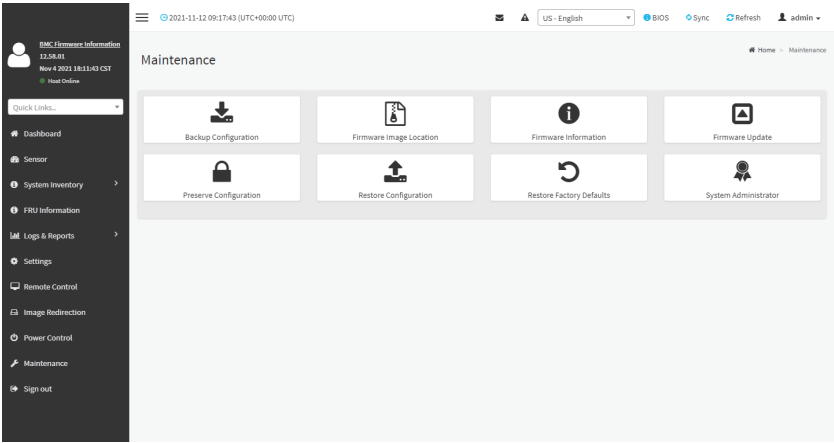 2021-11-12 09:17:43 (UTC+00:00 UTC)
US - English
BIOS
Sync
Refresh
admin
BMC Firmware Information
12.58.01
Nov 4 2021 18:11:43 CST
Host Online
Quick Links..
Dashboard
Sensor
System Inventory
FRU Information
Logs & Reports
Settings
Remote Control
Image Redirection
Power Control
Maintenance
Sign out
Maintenance
Home > Maintenance
Backup Configuration
Firmware Image Location
Firmware Information
Firmware Update
Preserve Configuration
Restore Configuration
Restore Factory Defaults
System Administrator